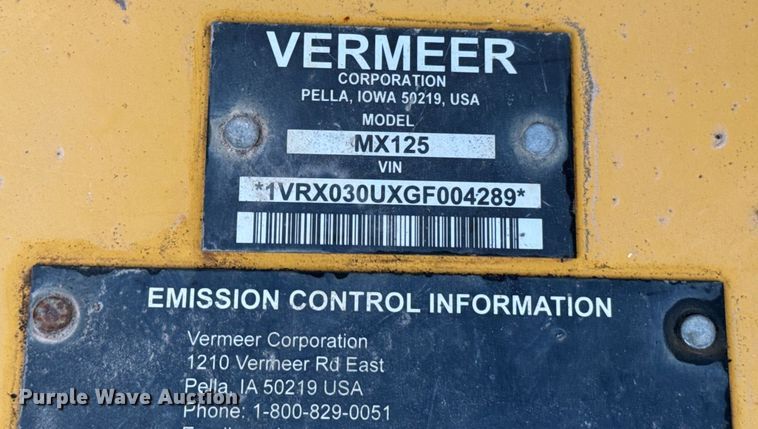 VERMEER
CORPORATION
PELLA, IOWA 50219, USA
MODEL
MX125
VIN
*1VRX030UXGF004289*
EMISSION CONTROL INFORMATION
Vermeer Corporation
1210 Vermeer Rd East
Pella, IA 50219 USA
Phone: 1-800-829-0051
Purple Wave Auction